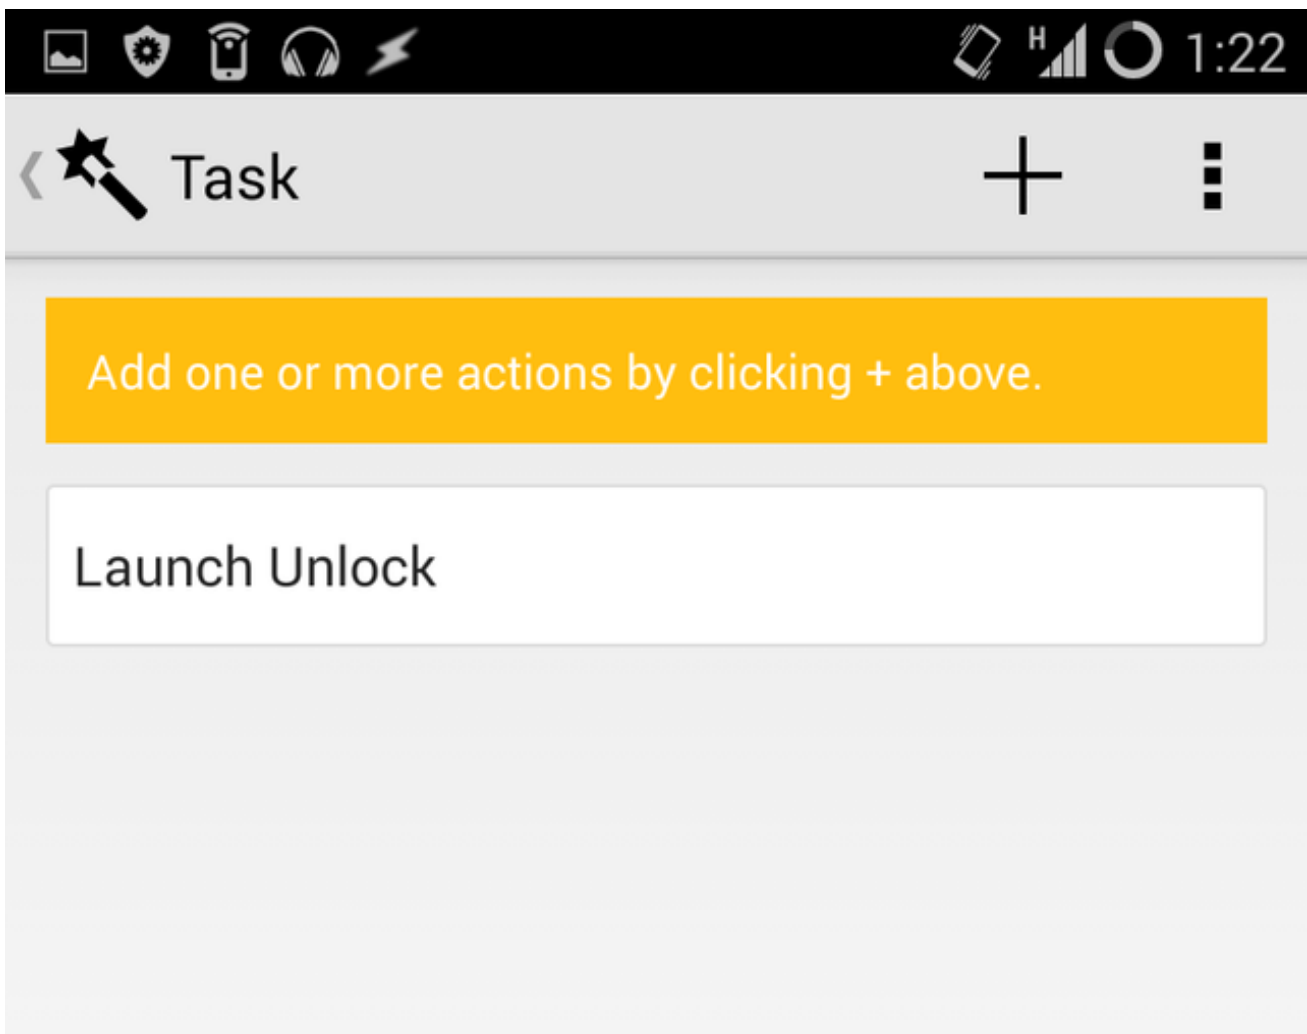 H 1:22
Task
Add one or more actions by clicking + above.
Launch Unlock